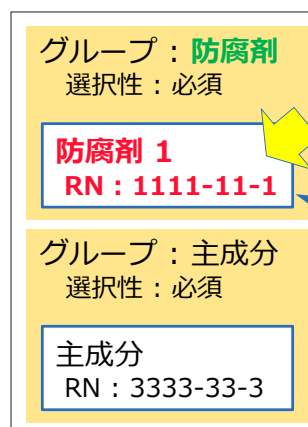 グループ：防腐剤
選択性：必須
防腐剤 1
RN：1111-11-1
グループ：主成分
選択性：必須
主成分
RN：3333-33-3